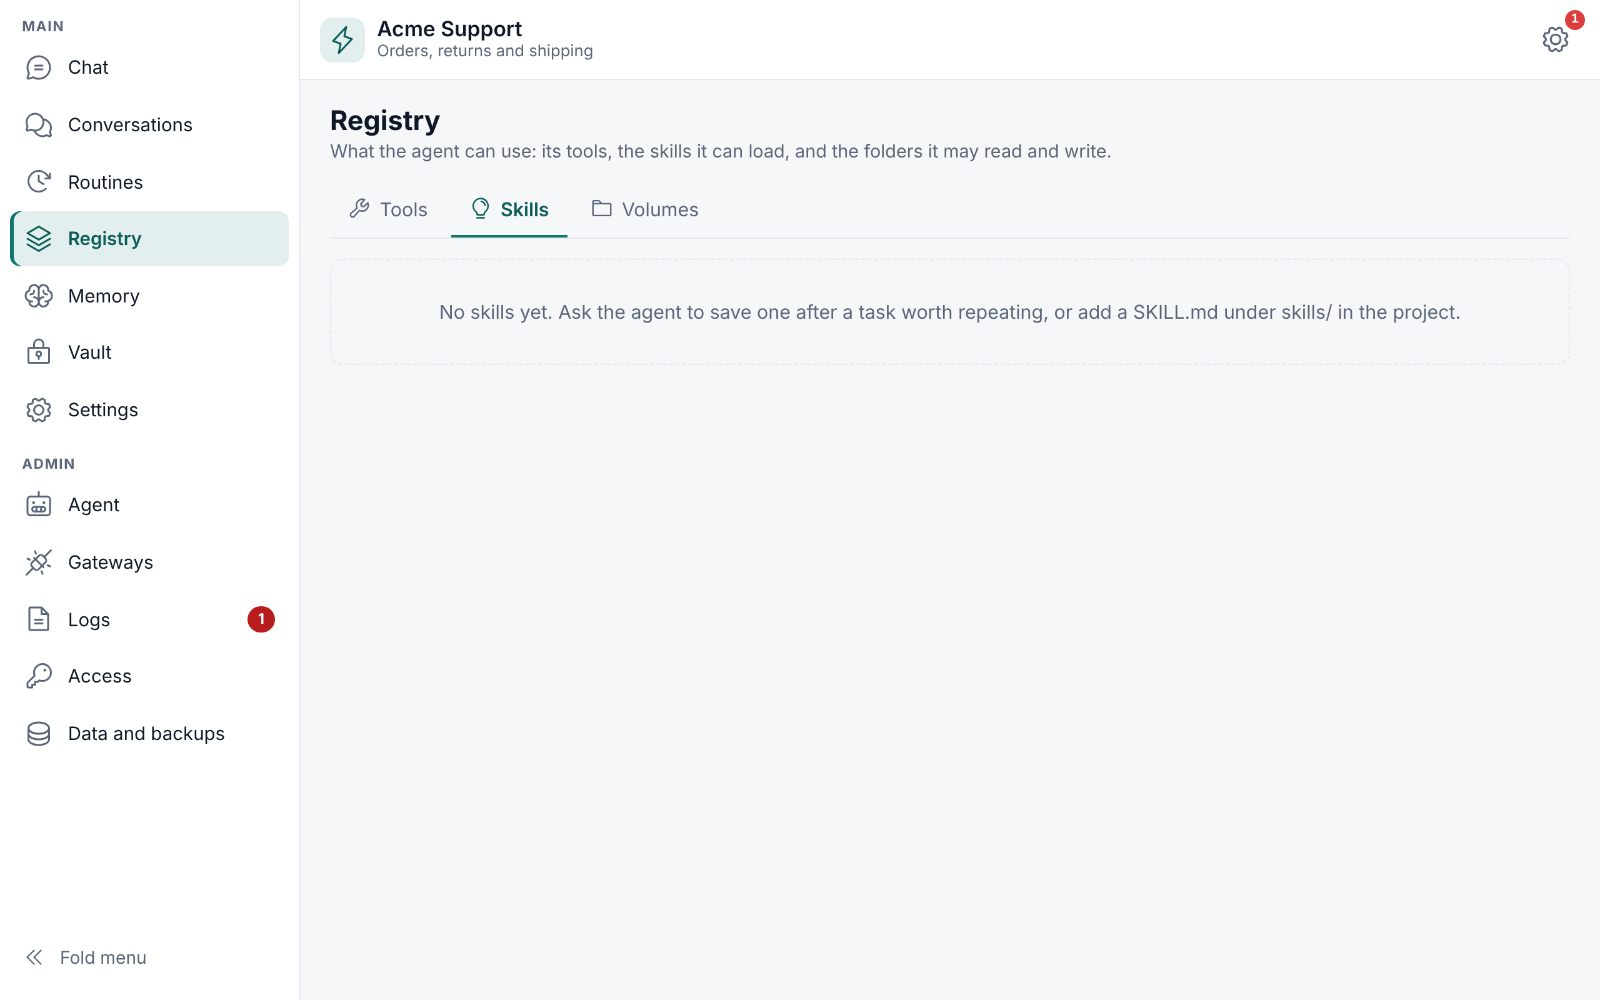 MAIN
Chat
Conversations
Routines
Registry
Memory
Vault
Settings
ADMIN
Agent
Gateways
Logs
1
Access
Data and backups
Fold menu
Acme Support
Orders, returns and shipping
1
Registry
What the agent can use: its tools, the skills it can load, and the folders it may read and write.
Tools
Skills
Volumes
No skills yet. Ask the agent to save one after a task worth repeating, or add a SKILL.md under skills/ in the project.